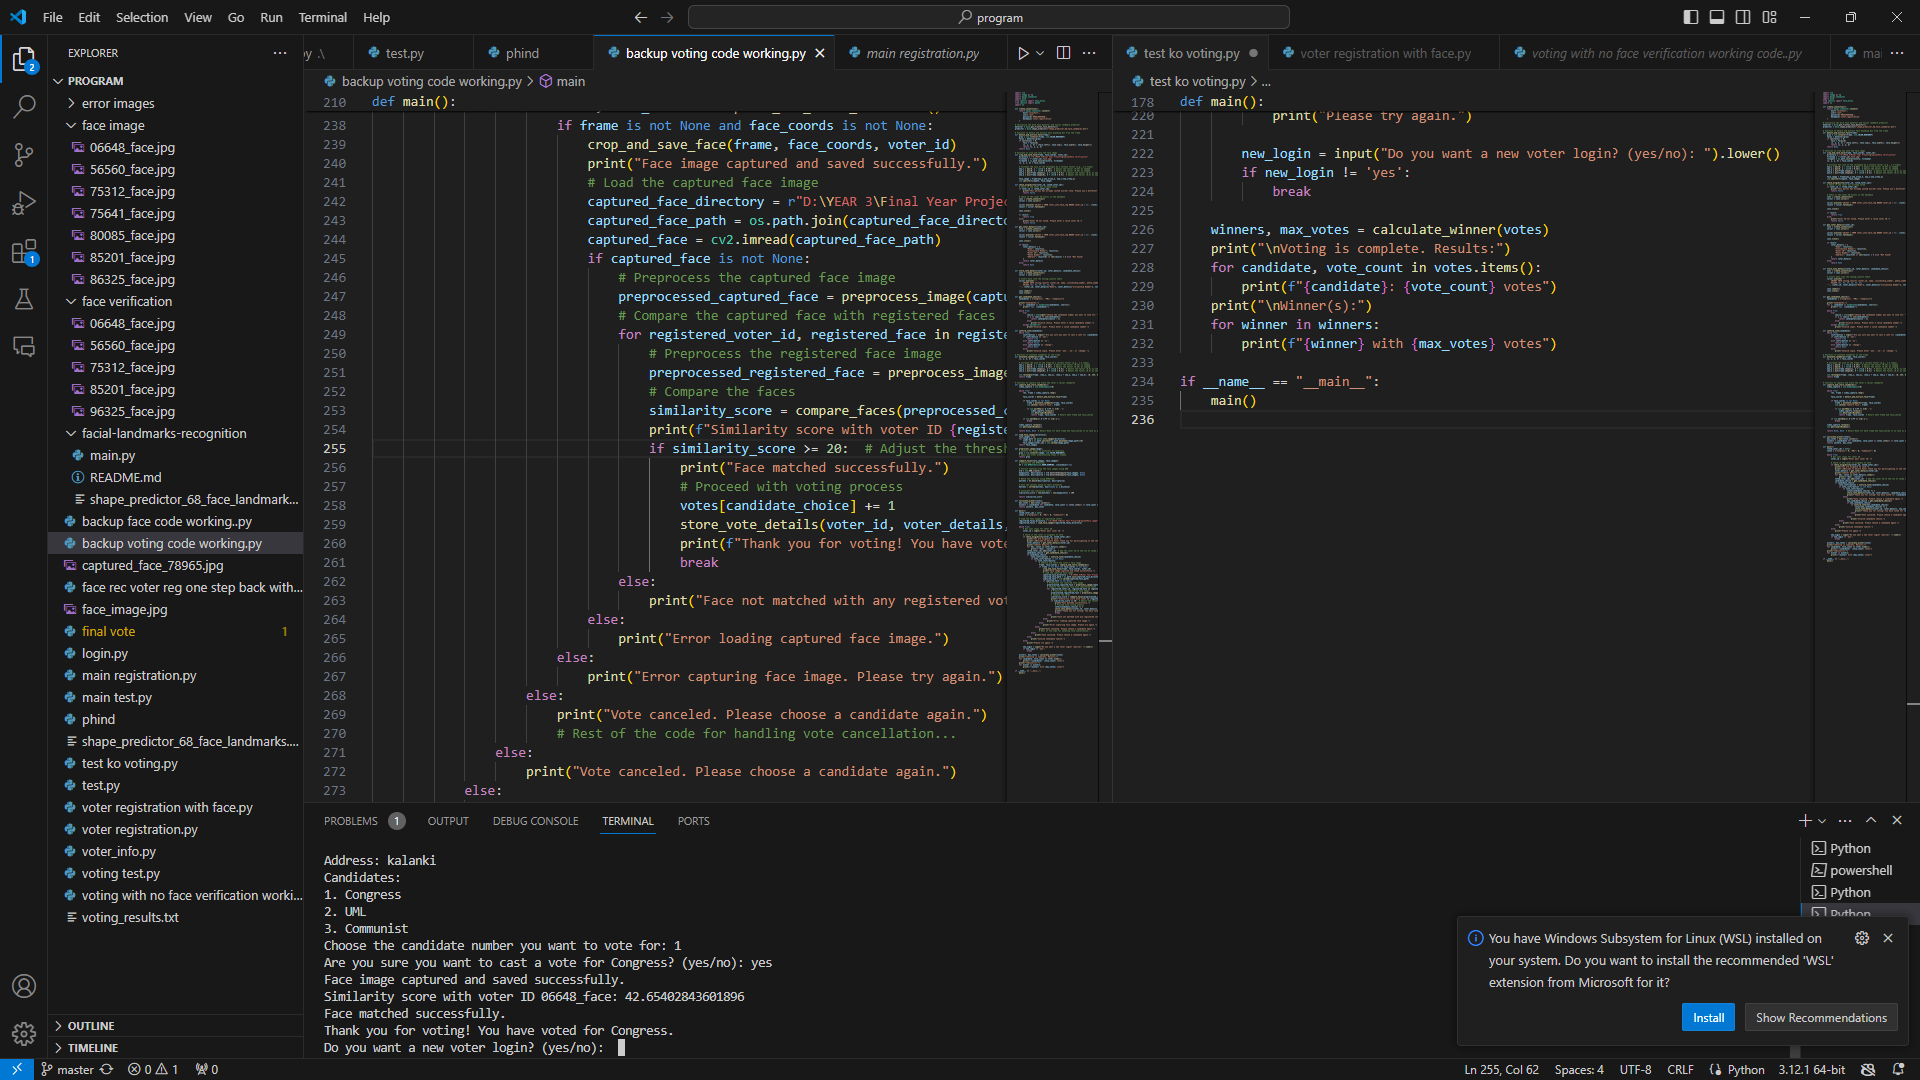 File Edit Selection View Go Run Terminal Help
program
EXPLORER
PROGRAM
error images
face image
06648_face.jpg
56560_face.jpg
75312_face.jpg
75641_face.jpg
80085_face.jpg
85201_face.jpg
86325_face.jpg
face verification
06648_face.jpg
56560_face.jpg
75312_face.jpg
85201_face.jpg
96325_face.jpg
facial-landmarks-recognition
main.py
README.md
shape_predictor_68_face_landmark...
backup face code working..py
backup voting code working.py
captured_face_78965.jpg
face rec voter reg one step back with...
face_image.jpg
final vote 1
login.py
main registration.py
main test.py
phind
shape_predictor_68_face_landmarks....
test ko voting.py
test.py
voter registration with face.py
voter registration.py
voter_info.py
voting test.py
voting with no face verification worki...
voting_results.txt
OUTLINE
TIMELINE
2
1
test.py phind backup voting code working.py main registration.py
backup voting code working.py > main
210 def main():
238 if frame is not None and face_coords is not None:
239 crop_and_save_face(frame, face_coords, voter_id)
240 print("Face image captured and saved successfully.")
241 # Load the captured face image
242 captured_face_directory = r"D:\YEAR 3\Final Year Projec
243 captured_face_path = os.path.join(captured_face_directo
244 captured_face = cv2.imread(captured_face_path)
245 if captured_face is not None:
246 # Preprocess the captured face image
247 preprocessed_captured_face = preprocess_image(captu
248 # Compare the captured face with registered faces
249 for registered_voter_id, registered_face in registe
250 # Preprocess the registered face image
251 preprocessed_registered_face = preprocess_image
252 # Compare the faces
253 similarity_score = compare_faces(preprocessed_c
254 print(f"Similarity score with voter ID {registe
255 if similarity_score >= 20: # Adjust the thresh
256 print("Face matched successfully.")
257 # Proceed with voting process
258 votes[candidate_choice] += 1
259 store_vote_details(voter_id, voter_details,
260 print(f"Thank you for voting! You have vote
261 break
262 else:
263 print("Face not matched with any registered vot
264 else:
265 print("Error loading captured face image.")
266 else:
267 print("Error capturing face image. Please try again.")
268 else:
269 print("Vote canceled. Please choose a candidate again.")
270 # Rest of the code for handling vote cancellation...
271 else:
272 print("Vote canceled. Please choose a candidate again.")
273 else:
test ko voting.py voter registration with face.py voting with no face verification working code..py mai
test ko voting.py > ...
178 def main():
220 print("Please try again.")
221
222 new_login = input("Do you want a new voter login? (yes/no): ").lower()
223 if new_login != 'yes':
224 break
225
226 winners, max_votes = calculate_winner(votes)
227 print("\nVoting is complete. Results:")
228 for candidate, vote_count in votes.items():
229 print(f"{candidate}: {vote_count} votes")
230 print("\nWinner(s):")
231 for winner in winners:
232 print(f"{winner} with {max_votes} votes")
233
234 if __name__ == "__main__":
235 main()
236
PROBLEMS 1 OUTPUT DEBUG CONSOLE TERMINAL PORTS
Address: kalanki
Candidates:
1. Congress
2. UML
3. Communist
Choose the candidate number you want to vote for: 1
Are you sure you want to cast a vote for Congress? (yes/no): yes
Face image captured and saved successfully.
Similarity score with voter ID 06648_face: 42.65402843601896
Face matched successfully.
Thank you for voting! You have voted for Congress.
Do you want a new voter login? (yes/no):
Python
powershell
Python
Python
You have Windows Subsystem for Linux (WSL) installed on
your system. Do you want to install the recommended 'WSL'
extension from Microsoft for it?
Install Show Recommendations
master 0 1 0 Ln 255, Col 62 Spaces: 4 UTF-8 CRLF Python 3.12.1 64-bit